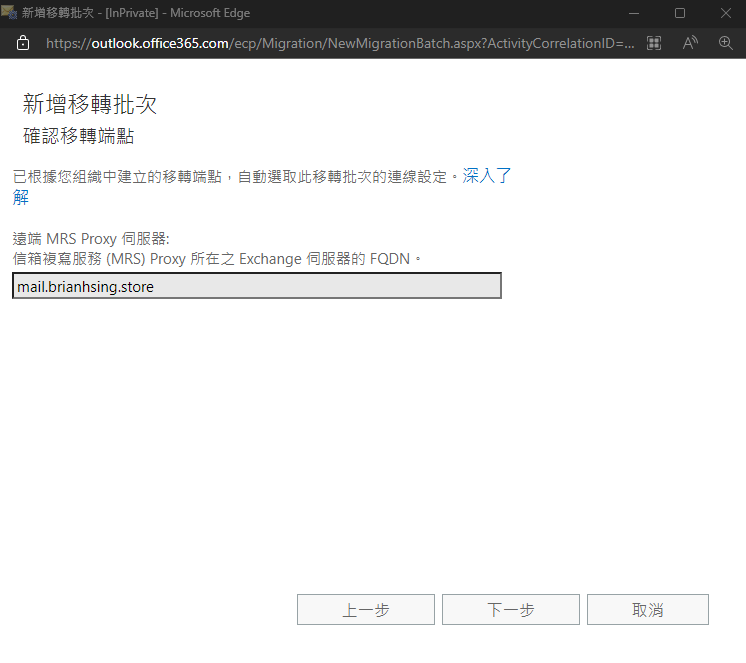 新增移轉批次 - [InPrivate] - Microsoft Edge
https://outlook.office365.com/ecp/Migration/NewMigrationBatch.aspx?ActivityCorrelationID=...
新增移轉批次
確認移轉端點
已根據您組織中建立的移轉端點，自動選取此移轉批次的連線設定。深入了
解
遠端 MRS Proxy 伺服器:
信箱複寫服務 (MRS) Proxy 所在之 Exchange 伺服器的 FQDN。
mail.brianhsing.store
上一步 下一步 取消